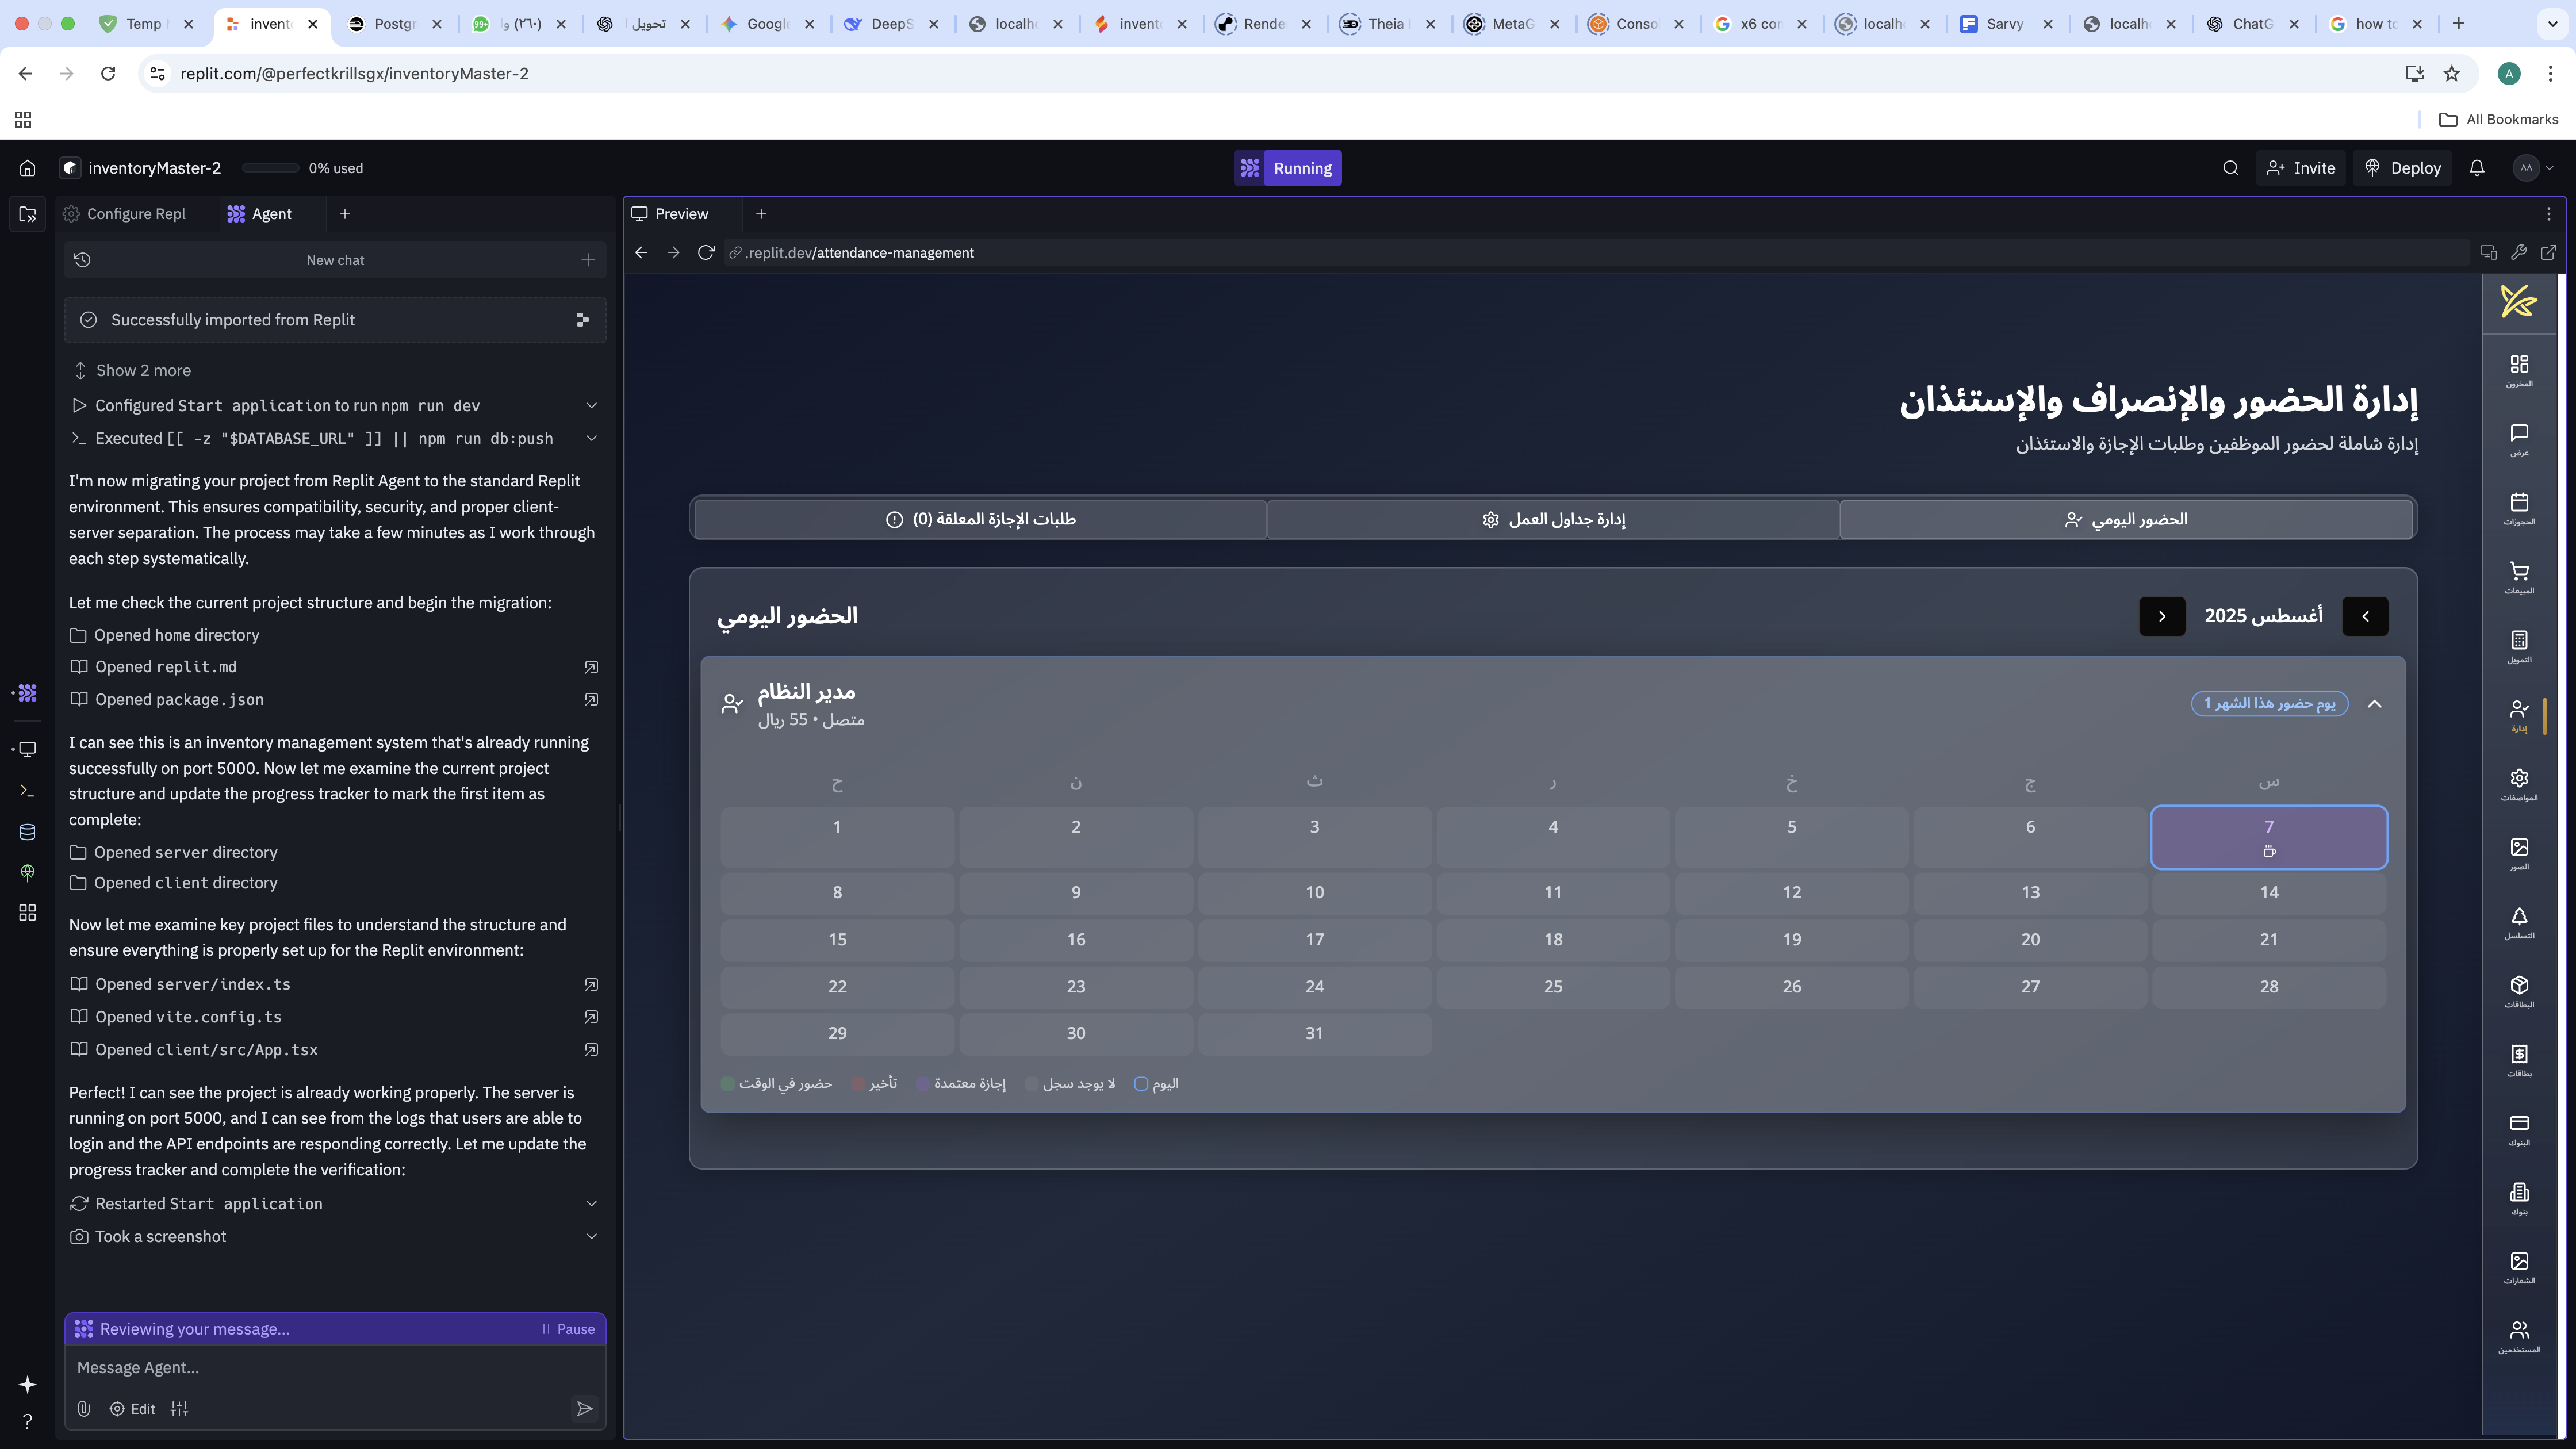 Temp
invent
Postgr
99+
(٣٦٠) وا
تحويل
Google
DeepS
localho
invent
Rende
Theia
MetaG
Conso
x6 con
localho
Sarvy
localho
ChatG
how to
replit.com/@perfectkrillsgx/inventoryMaster-2
A
All Bookmarks
inventoryMaster-2
0% used
Running
Invite
Deploy
AA
Configure Repl
Agent
Preview
New chat
.replit.dev/attendance-management
Successfully imported from Replit
Show 2 more
Configured Start application to run npm run dev
Executed [[ -z "$DATABASE_URL" ]] || npm run db:push
I'm now migrating your project from Replit Agent to the standard Replit
environment. This ensures compatibility, security, and proper client-
server separation. The process may take a few minutes as I work through
each step systematically.
Let me check the current project structure and begin the migration:
Opened home directory
Opened replit.md
Opened package.json
I can see this is an inventory management system that's already running
successfully on port 5000. Now let me examine the current project
structure and update the progress tracker to mark the first item as
complete:
Opened server directory
Opened client directory
Now let me examine key project files to understand the structure and
ensure everything is properly set up for the Replit environment:
Opened server/index.ts
Opened vite.config.ts
Opened client/src/App.tsx
Perfect! I can see the project is already working properly. The server is
running on port 5000, and I can see from the logs that users are able to
login and the API endpoints are responding correctly. Let me update the
progress tracker and complete the verification:
Restarted Start application
Took a screenshot
Reviewing your message...
Pause
Message Agent...
Edit
إدارة الحضور والإنصراف والإستئذان
إدارة شاملة لحضور الموظفين وطلبات الإجازة والاستئذان
الحضور اليومي
إدارة جداول العمل
طلبات الإجازة المعلقة (0)
الحضور اليومي
أغسطس 2025
مدير النظام
متصل • 55 ريال
يوم حضور هذا الشهر 1
ح ن ث ر خ ج س
1 2 3 4 5 6 7
8 9 10 11 12 13 14
15 16 17 18 19 20 21
22 23 24 25 26 27 28
29 30 31
حضور في الوقت
تأخير
إجازة معتمدة
لا يوجد سجل
اليوم
المخزون
عرض
الحجوزات
المبيعات
التمويل
إدارة
المواصفات
الصور
التسلسل
البطاقات
بطاقات
البنوك
بنوك
الشعارات
المستخدمين